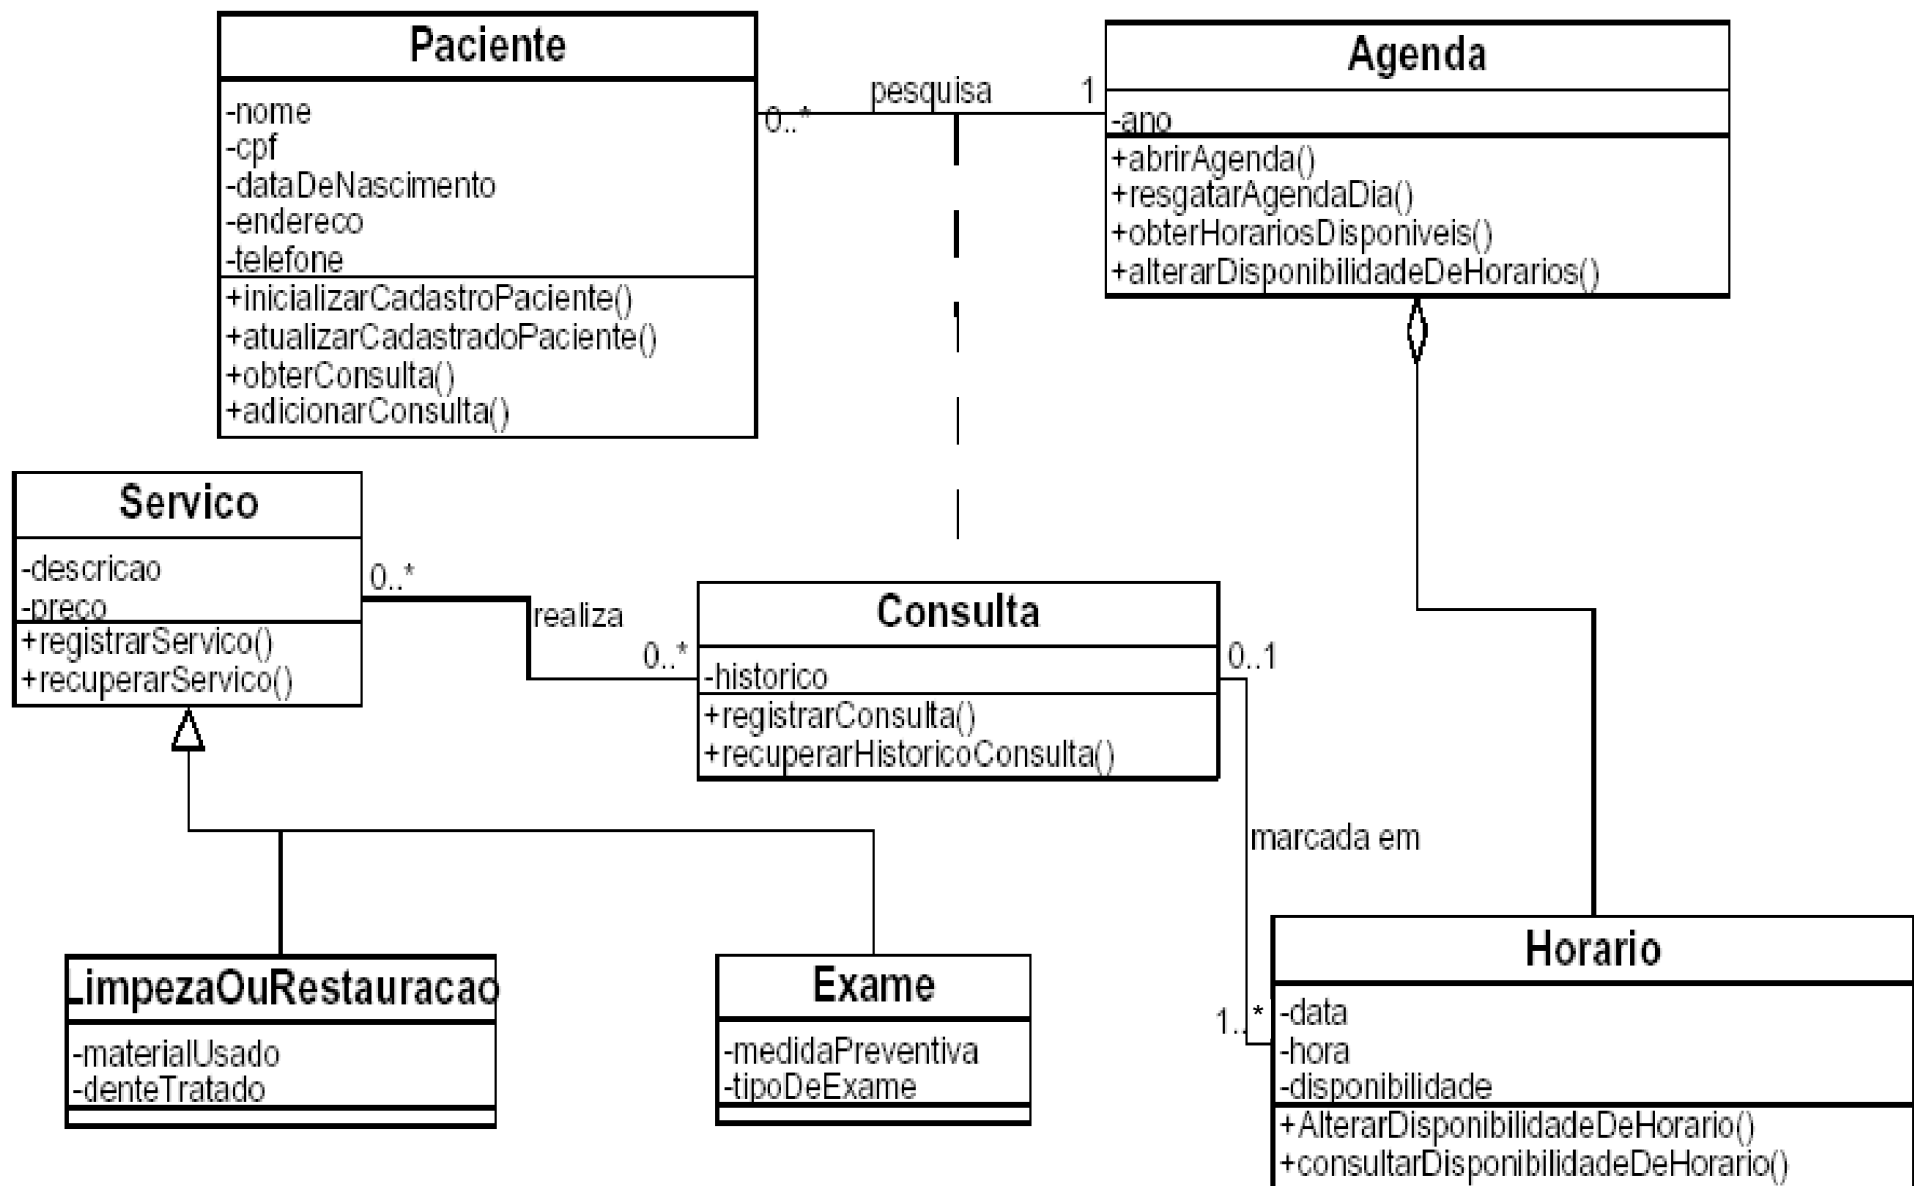 Paciente
-nome
-cpf
-dataDeNascimento
-endereco
-telefone
+inicializarCadastroPaciente()
+atualizarCadastradoPaciente()
+obterConsulta()
+adicionarConsulta()
0..*
pesquisa
1
Agenda
-ano
+abrirAgenda()
+resgatarAgendaDia()
+obterHorariosDisponiveis()
+alterarDisponibilidadeDeHorarios()
Servico
-descricao
-preco
+registrarServico()
+recuperarServico()
0..*
realiza
0..*
Consulta
-historico
+registrarConsulta()
+recuperarHistoricoConsulta()
0..1
marcada em
1..*
LimpezaOuRestauracao
-materialUsado
-denteTratado
Exame
-medidaPreventiva
-tipoDeExame
Horario
-data
-hora
-disponibilidade
+AlterarDisponibilidadeDeHorario()
+consultarDisponibilidadeDeHorario()